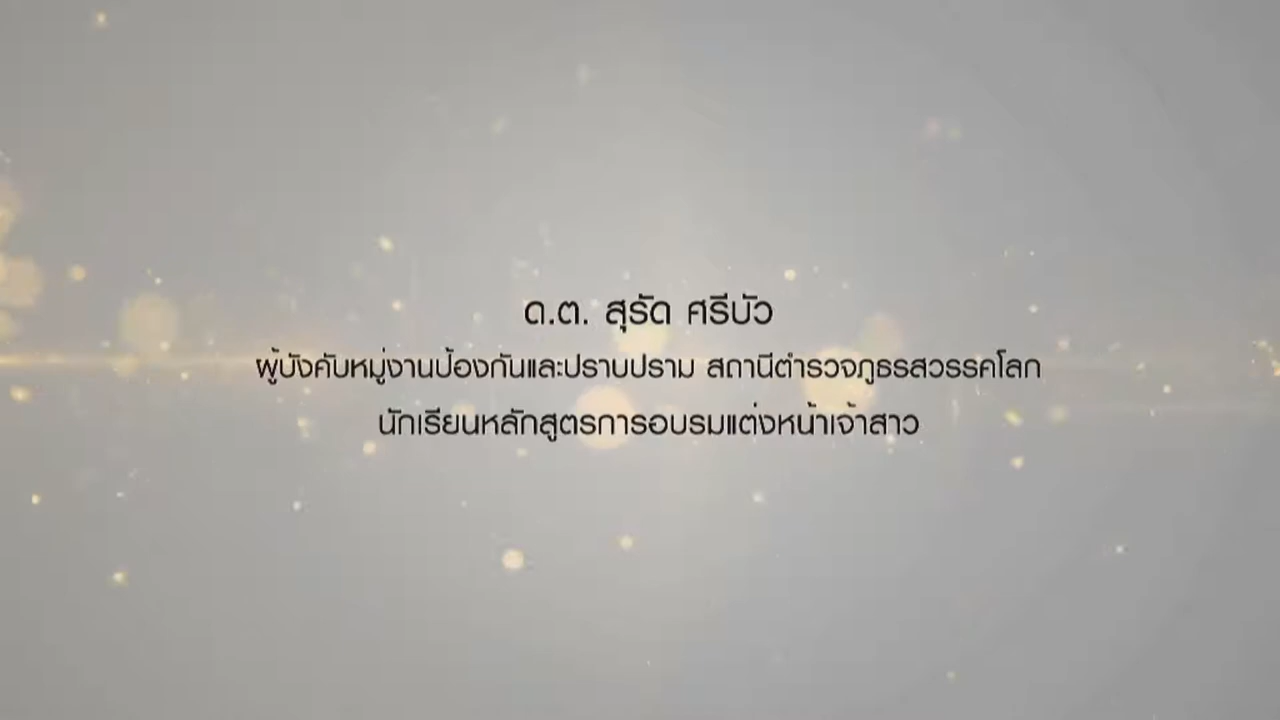 ด.ต. สุรัด ศรีบัว
ผู้บังคับหมู่งานป้องกันและปราบปราม สถานีตำรวจภูธรสวรรคโลก
นักเรียนหลักสูตรการอบรมแต่งหน้าเจ้าสาว